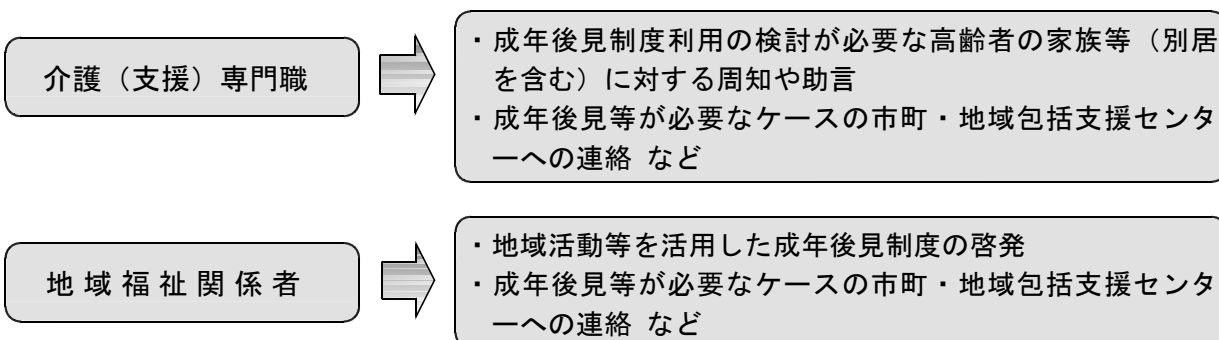 介護（支援）専門職
・成年後見制度利用の検討が必要な高齢者の家族等（別居
を含む）に対する周知や助言
・成年後見等が必要なケースの市町・地域包括支援センタ
ーへの連絡 など
地域福祉関係者
・地域活動等を活用した成年後見制度の啓発
・成年後見等が必要なケースの市町・地域包括支援センタ
ーへの連絡 など